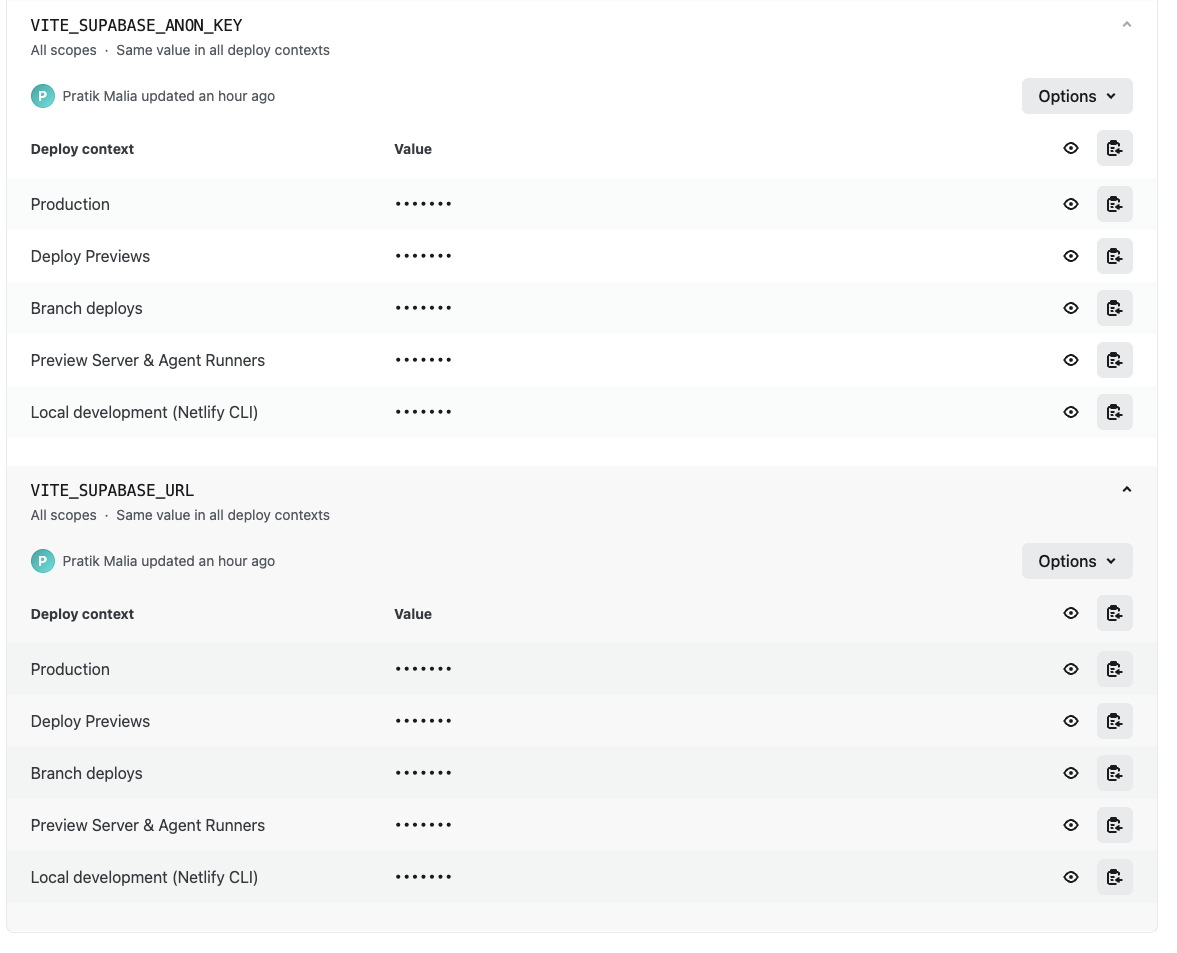 VITE_SUPABASE_ANON_KEY
All scopes · Same value in all deploy contexts
P Pratik Malia updated an hour ago Options
Deploy context Value
Production •••••••
Deploy Previews •••••••
Branch deploys •••••••
Preview Server & Agent Runners •••••••
Local development (Netlify CLI) •••••••
VITE_SUPABASE_URL
All scopes · Same value in all deploy contexts
P Pratik Malia updated an hour ago Options
Deploy context Value
Production •••••••
Deploy Previews •••••••
Branch deploys •••••••
Preview Server & Agent Runners •••••••
Local development (Netlify CLI) •••••••